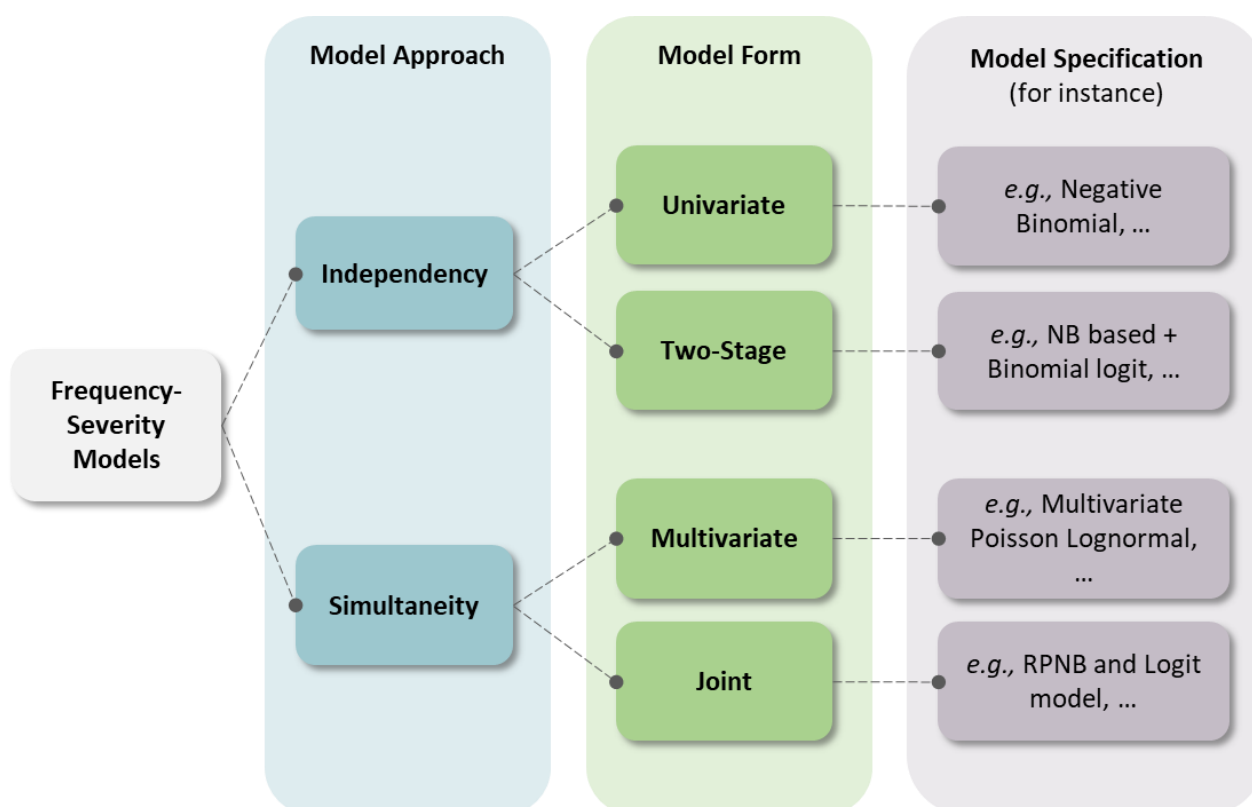 Model Approach
Model Form
Model Specification
(for instance)
Frequency-
Severity
Models
Independency
Simultaneity
Univariate
Two-Stage
Multivariate
Joint
e.g., Negative
Binomial, ...
e.g., NB based +
Binomial logit, ...
e.g., Multivariate
Poisson Lognormal,
...
e.g., RPNB and Logit
model, ...